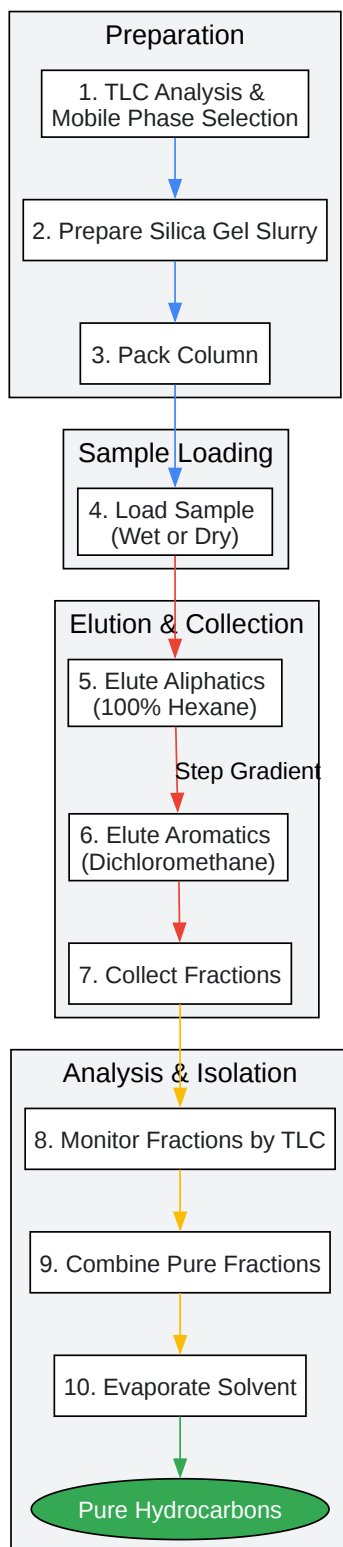 Preparation
1. TLC Analysis &
Mobile Phase Selection
2. Prepare Silica Gel Slurry
3. Pack Column
Sample Loading
4. Load Sample
(Wet or Dry)
Elution & Collection
5. Elute Aliphatics
(100% Hexane)
Step Gradient
6. Elute Aromatics
(Dichloromethane)
7. Collect Fractions
Analysis & Isolation
8. Monitor Fractions by TLC
9. Combine Pure Fractions
10. Evaporate Solvent
Pure Hydrocarbons